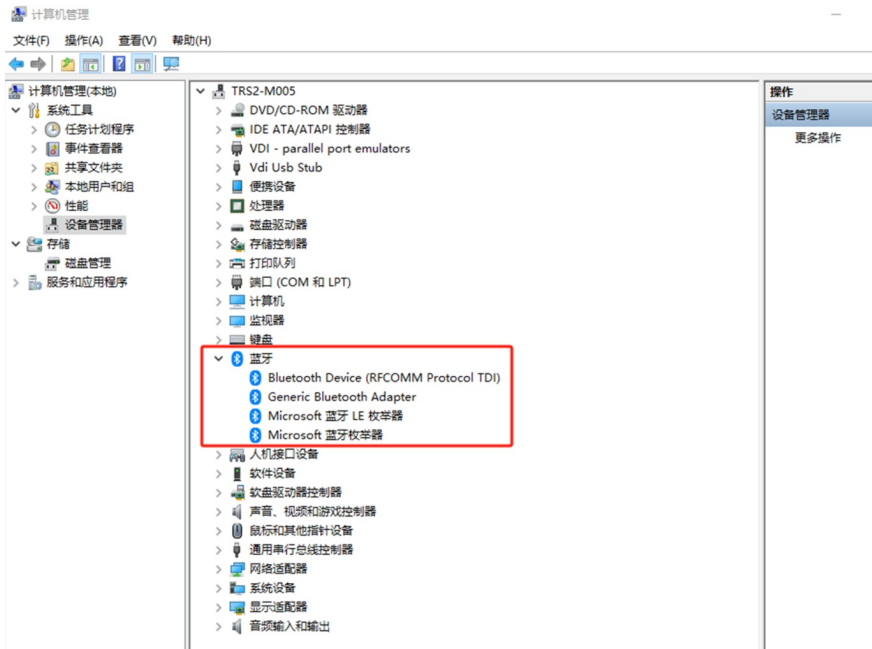 计算机管理
文件(F) 操作(A) 查看(V) 帮助(H)
计算机管理(本地)
系统工具
任务计划程序
事件查看器
共享文件夹
本地用户和组
性能
设备管理器
存储
磁盘管理
服务和应用程序
TRS2-M005
DVD/CD-ROM 驱动器
IDE ATA/ATAPI 控制器
VDI - parallel port emulators
Vdi Usb Stub
便携设备
处理器
磁盘驱动器
存储控制器
打印队列
端口 (COM 和 LPT)
计算机
监视器
键盘
蓝牙
Bluetooth Device (RFCOMM Protocol TDI)
Generic Bluetooth Adapter
Microsoft 蓝牙 LE 枚举器
Microsoft 蓝牙枚举器
人机接口设备
软件设备
软盘驱动器控制器
声音、视频和游戏控制器
鼠标和其他指针设备
通用串行总线控制器
网络适配器
系统设备
显示适配器
音频输入和输出
操作
设备管理器
更多操作